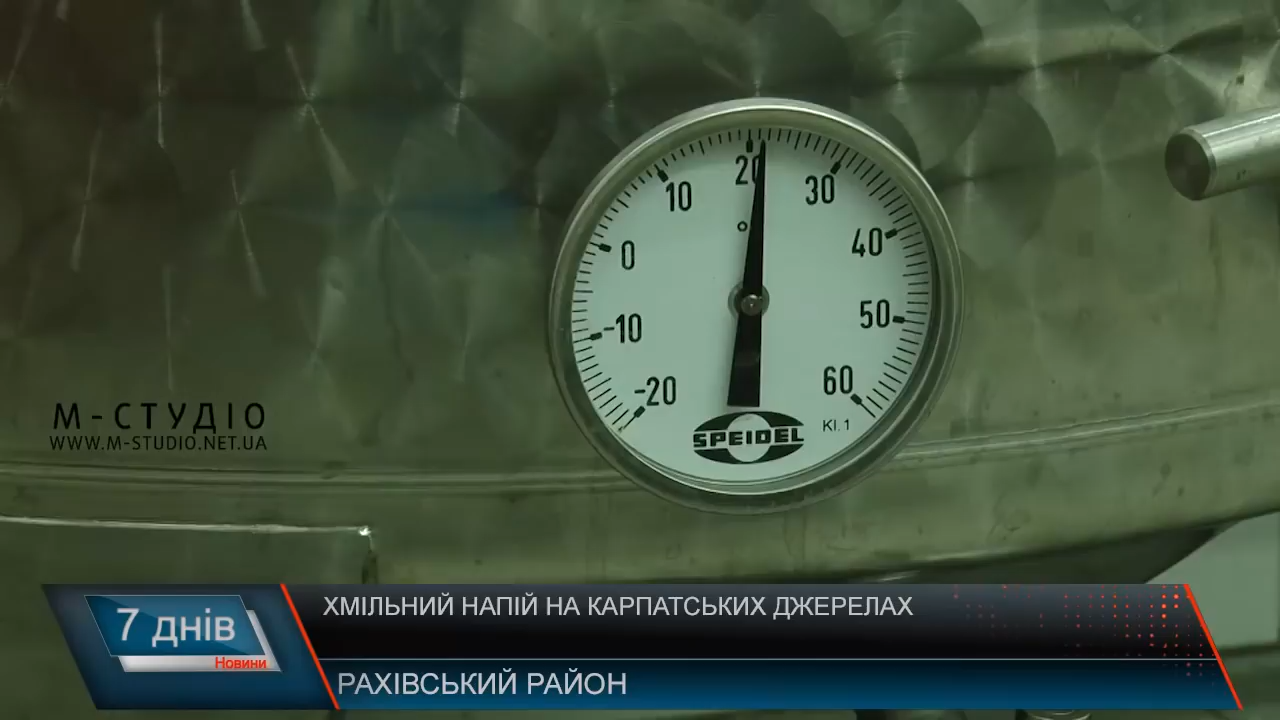 20
10
30
0
40
-10
50
-20
60
SPEIDEL
Kl. 1
М-СТУДІО
WWW.M-STUDIO.NET.UA
7 днів
Новини
ХМІЛЬНИЙ НАПІЙ НА КАРПАТСЬКИХ ДЖЕРЕЛАХ
РАХІВСЬКИЙ РАЙОН